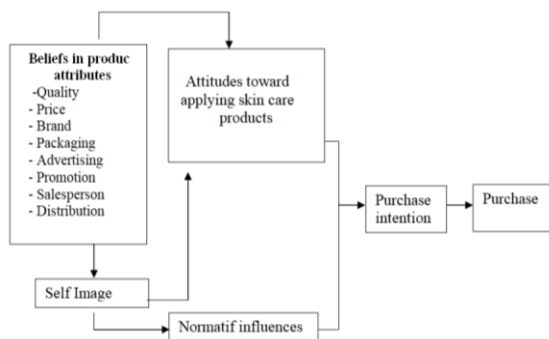 Beliefs in produc
attributes
-Quality
- Price
- Brand
- Packaging
- Advertising
- Promotion
- Salesperson
- Distribution
Attitudes toward
applying skin care
products
Self Image
Normatif influences
Purchase
intention
Purchase